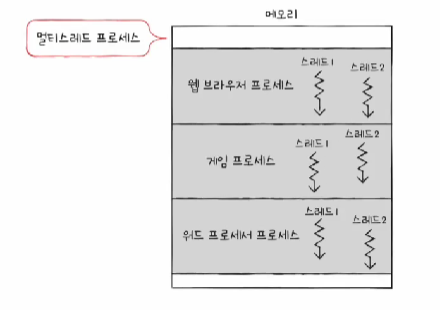 메모리
멀티스레드 프로세스
스레드1
스레드2
웹 브라우저 프로세스
스레드1
스레드2
게임 프로세스
스레드1
스레드2
워드 프로세서 프로세스